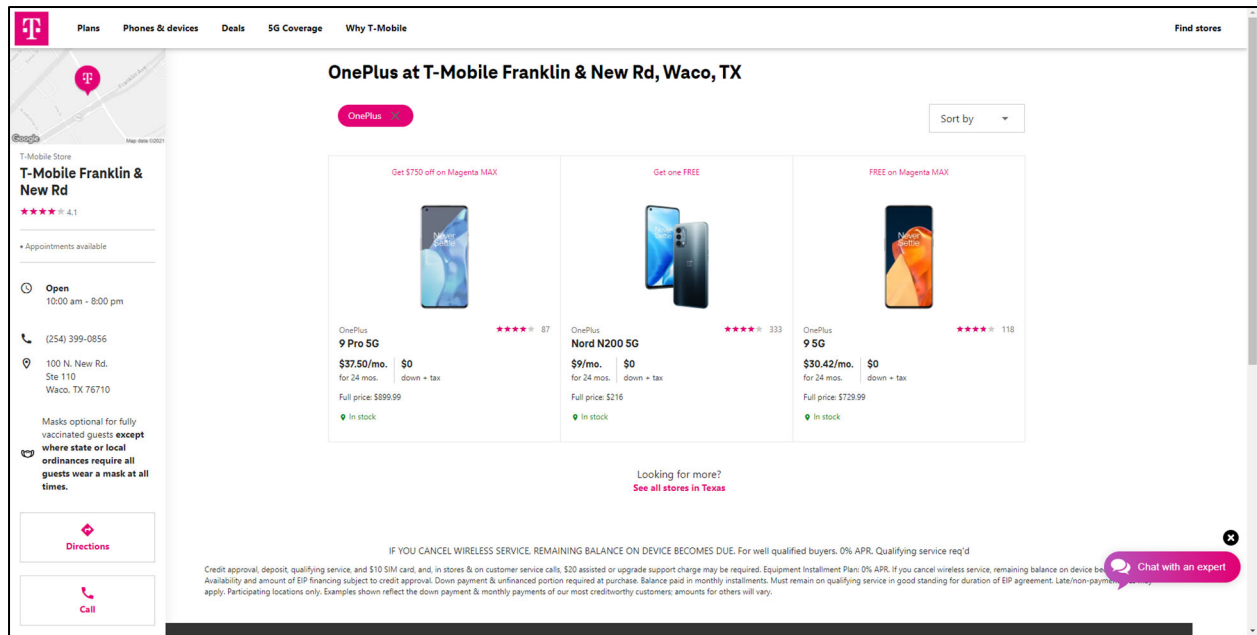 T
Plans
Phones & devices
Deals
5G Coverage
Why T-Mobile
Find stores
T
Franklin Ave
Google
Map data ©2021
T-Mobile Store
T-Mobile Franklin &
New Rd
4.1
• Appointments available
Open
10:00 am - 8:00 pm
(254) 399-0856
100 N. New Rd.
Ste 110
Waco, TX 76710
Masks optional for fully
vaccinated guests except
where state or local
ordinances require all
guests wear a mask at all
times.
Directions
Call
OnePlus at T-Mobile Franklin & New Rd, Waco, TX
OnePlus
Sort by
Get $750 off on Magenta MAX
Never
Settle
OnePlus
87
9 Pro 5G
$37.50/mo.
$0
for 24 mos.
down + tax
Full price: $899.99
In stock
Get one FREE
Never
Settle
OnePlus
333
Nord N200 5G
$9/mo.
$0
for 24 mos.
down + tax
Full price: $216
In stock
FREE on Magenta MAX
Never
Settle
OnePlus
118
9 5G
$30.42/mo.
$0
for 24 mos.
down + tax
Full price: $729.99
In stock
Looking for more?
See all stores in Texas
IF YOU CANCEL WIRELESS SERVICE, REMAINING BALANCE ON DEVICE BECOMES DUE. For well qualified buyers. 0% APR. Qualifying service req'd
Credit approval, deposit, qualifying service, and $10 SIM card, and, in stores & on customer service calls, $20 assisted or upgrade support charge may be required. Equipment Installment Plan: 0% APR. If you cancel wireless service, remaining balance on device
Availability and amount of EIP financing subject to credit approval. Down payment & unfinanced portion required at purchase. Balance paid in monthly installments. Must remain on qualifying service in good standing for duration of EIP agreement.
apply. Participating locations only. Examples shown reflect the down payment & monthly payments of our most creditworthy customers; amounts for others will vary.
Chat with an expert